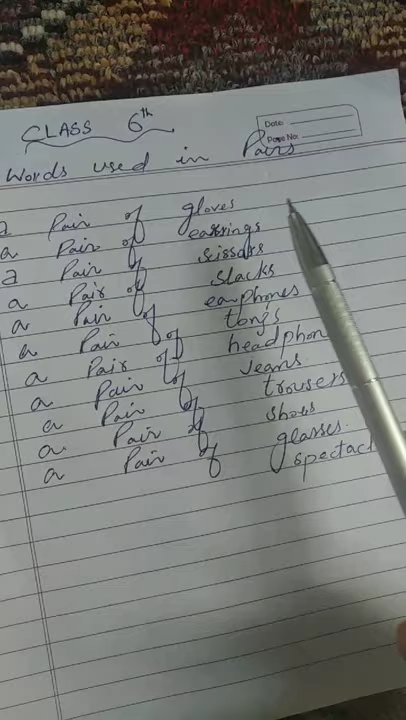 CLASS 6th
Date:
Page No:
Words used in Pairs
a Pair of gloves
a Pair of earrings
a Pair of scissors
a Pair of slacks
a Pair of earphones
a Pair of tongs
a Pair of headphon
a Pair of jeans
a Pair of trousers
a Pair of shoes
a Pair of glasses
spectac